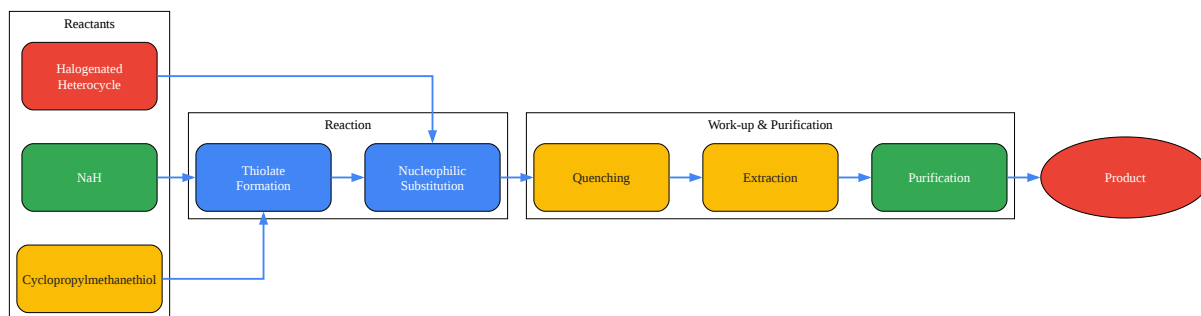 Reactants
Halogenated
Heterocycle
NaH
Cyclopropylmethanethiol
Reaction
Thiolate
Formation
Nucleophilic
Substitution
Work-up & Purification
Quenching
Extraction
Purification
Product